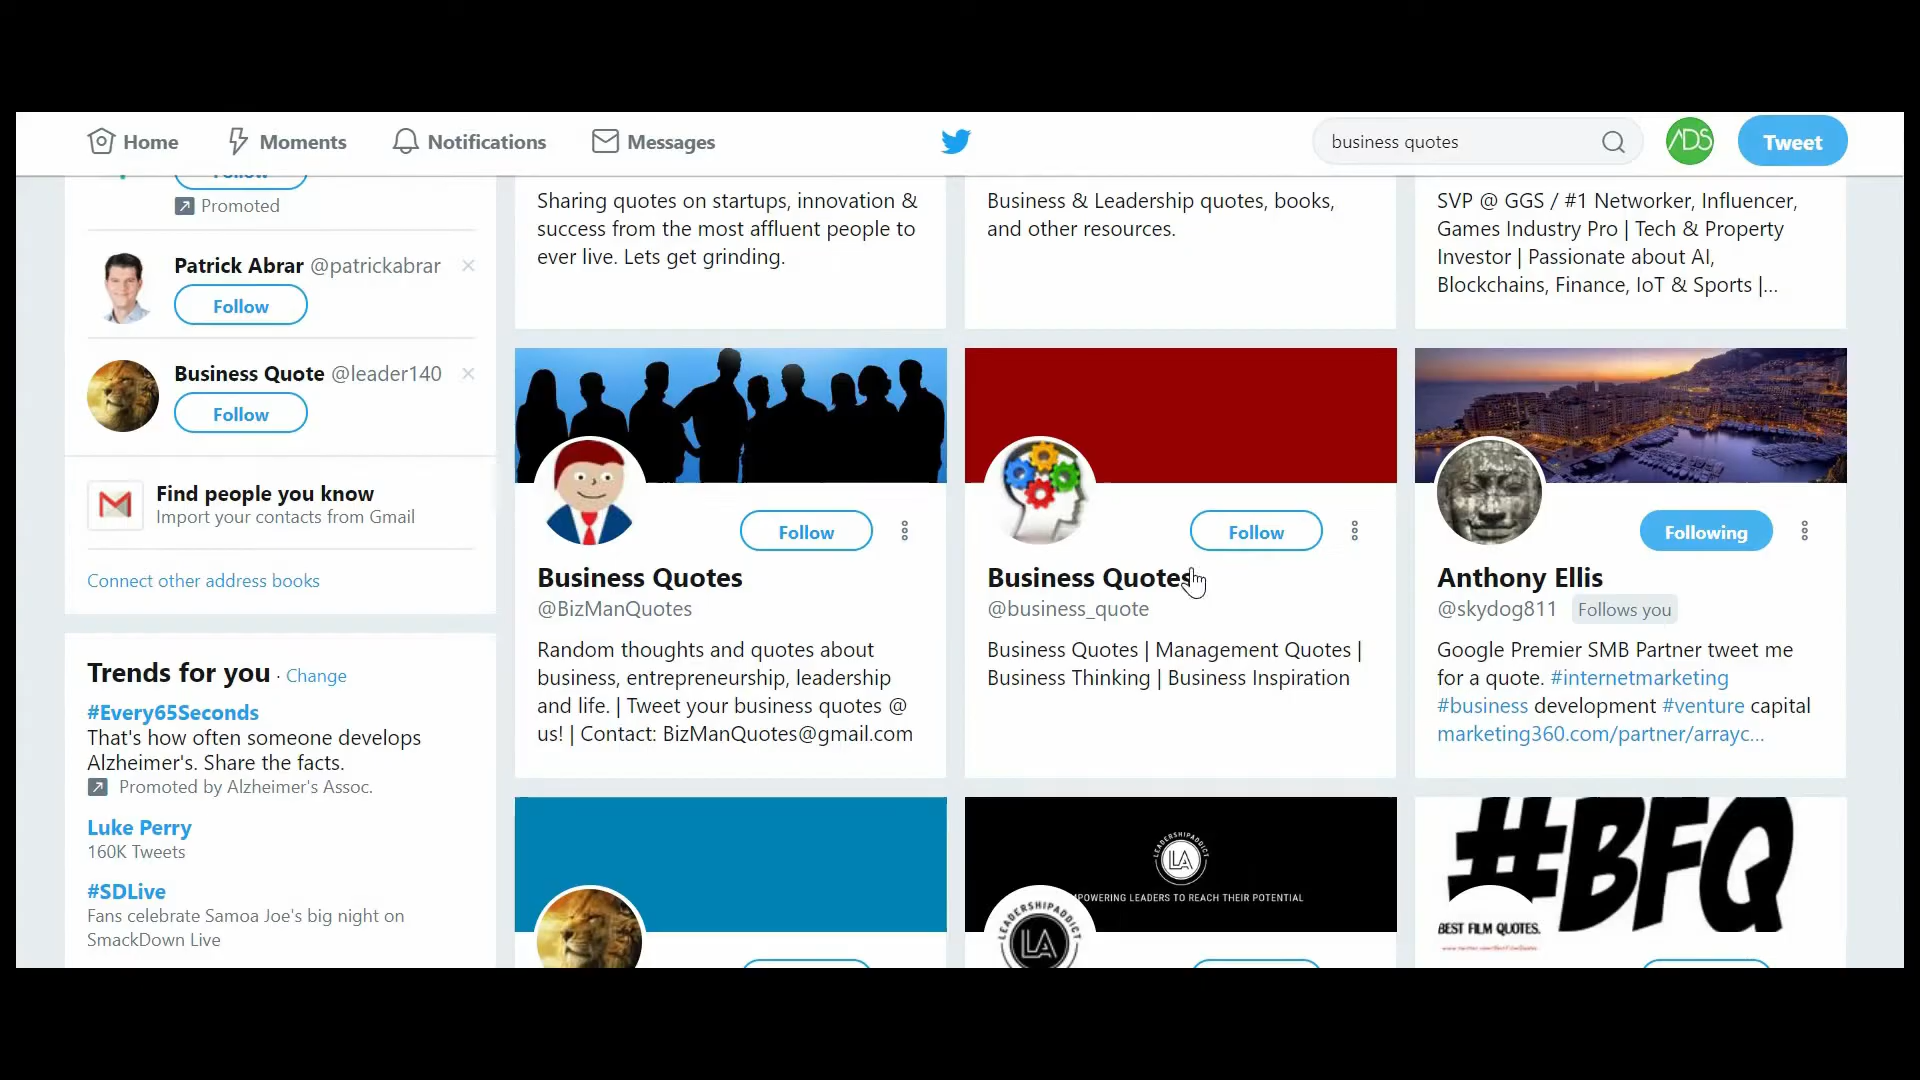 Home
Moments
Notifications
Messages
business quotes
ADS
Tweet
Follow
Promoted
Patrick Abrar @patrickabrar
Follow
Business Quote @leader140
Follow
Find people you know
Import your contacts from Gmail
Connect other address books
Trends for you · Change
#Every65Seconds
That's how often someone develops
Alzheimer's. Share the facts.
Promoted by Alzheimer's Assoc.
Luke Perry
160K Tweets
#SDLive
Fans celebrate Samoa Joe's big night on
SmackDown Live
Sharing quotes on startups, innovation &
success from the most affluent people to
ever live. Lets get grinding.
Business & Leadership quotes, books,
and other resources.
SVP @ GGS / #1 Networker, Influencer,
Games Industry Pro | Tech & Property
Investor | Passionate about AI,
Blockchains, Finance, IoT & Sports |...
Follow
Business Quotes
@BizManQuotes
Random thoughts and quotes about
business, entrepreneurship, leadership
and life. | Tweet your business quotes @
us! | Contact: BizManQuotes@gmail.com
Follow
Business Quotes
@business_quote
Business Quotes | Management Quotes |
Business Thinking | Business Inspiration
Following
Anthony Ellis
@skydog811 Follows you
Google Premier SMB Partner tweet me
for a quote. #internetmarketing
#business development #venture capital
marketing360.com/partner/arrayc...
LEADERSHIPADDICT
LA
MPOWERING LEADERS TO REACH THEIR POTENTIAL
LEADERSHIPADDICT
LA
#BFQ
BEST FILM QUOTES.